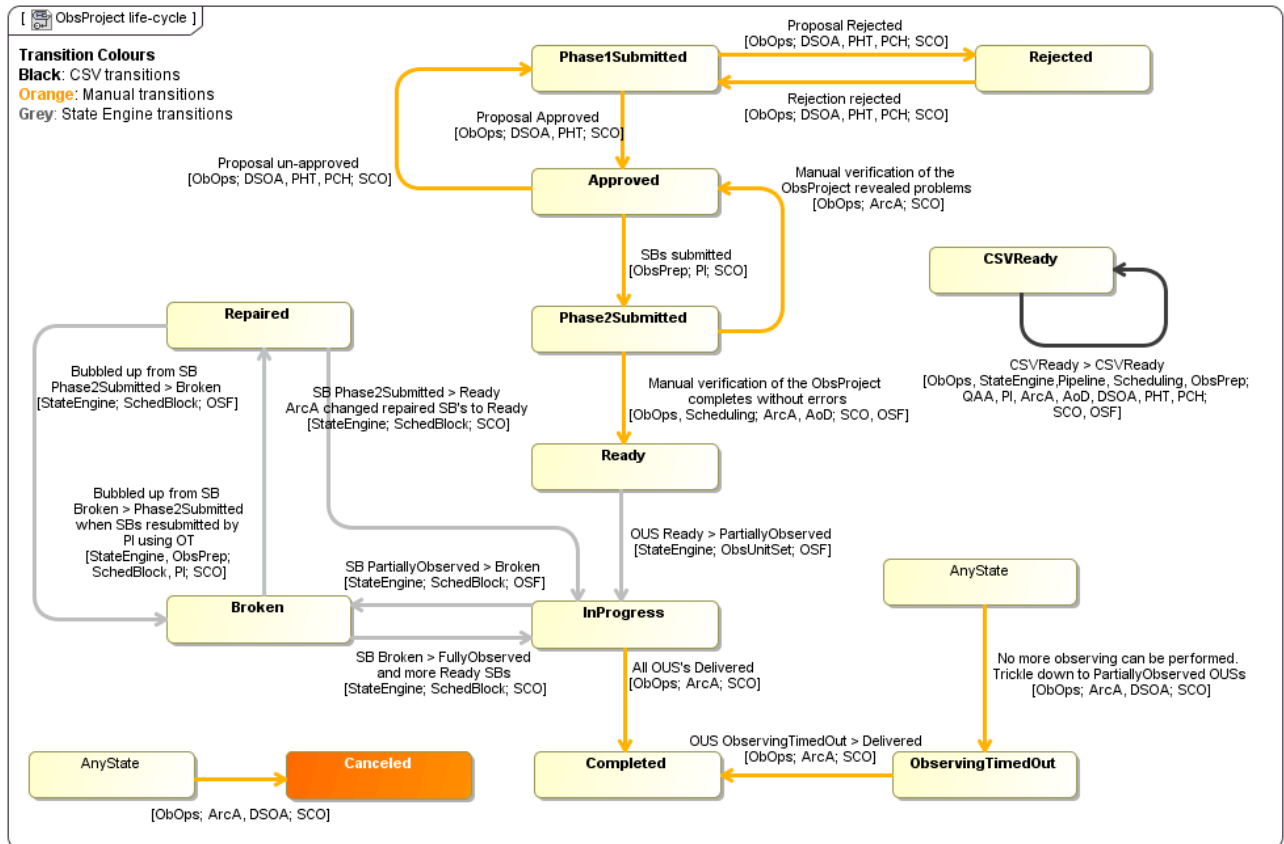 [ ObsProject life-cycle ]
Transition Colours
Black: CSV transitions
Orange: Manual transitions
Grey: State Engine transitions
Phase1Submitted
Proposal Rejected
[ObOps; DSOA, PHT, PCH; SCO]
Rejected
Rejection rejected
[ObOps; DSOA, PHT, PCH; SCO]
Proposal Approved
[ObOps; DSOA, PHT; SCO]
Proposal un-approved
[ObOps; DSOA, PHT, PCH; SCO]
Approved
Manual verification of the
ObsProject revealed problems
[ObOps; ArcA; SCO]
SBs submitted
[ObsPrep; PI; SCO]
CSVReady
Repaired
Phase2Submitted
CSVReady > CSVReady
[ObOps, StateEngine,Pipeline, Scheduling, ObsPrep;
QAA, PI, ArcA, AoD, DSOA, PHT, PCH;
SCO, OSF]
Bubbled up from SB
Phase2Submitted > Broken
[StateEngine; SchedBlock; OSF]
SB Phase2Submitted > Ready
ArcA changed repaired SB's to Ready
[StateEngine; SchedBlock; SCO]
Manual verification of the ObsProject
completes without errors
[ObOps, Scheduling; ArcA, AoD; SCO, OSF]
Ready
Bubbled up from SB
Broken > Phase2Submitted
when SBs resubmitted by
PI using OT
[StateEngine, ObsPrep;
SchedBlock, PI; SCO]
OUS Ready > PartiallyObserved
[StateEngine; ObsUnitSet; OSF]
SB PartiallyObserved > Broken
[StateEngine; SchedBlock; OSF]
AnyState
Broken
InProgress
SB Broken > FullyObserved
and more Ready SBs
[StateEngine; SchedBlock; SCO]
All OUS's Delivered
[ObOps; ArcA; SCO]
No more observing can be performed.
Trickle down to PartiallyObserved OUSs
[ObOps; ArcA, DSOA; SCO]
AnyState
Canceled
[ObOps; ArcA, DSOA; SCO]
Completed
OUS ObservingTimedOut > Delivered
[ObOps; ArcA; SCO]
ObservingTimedOut